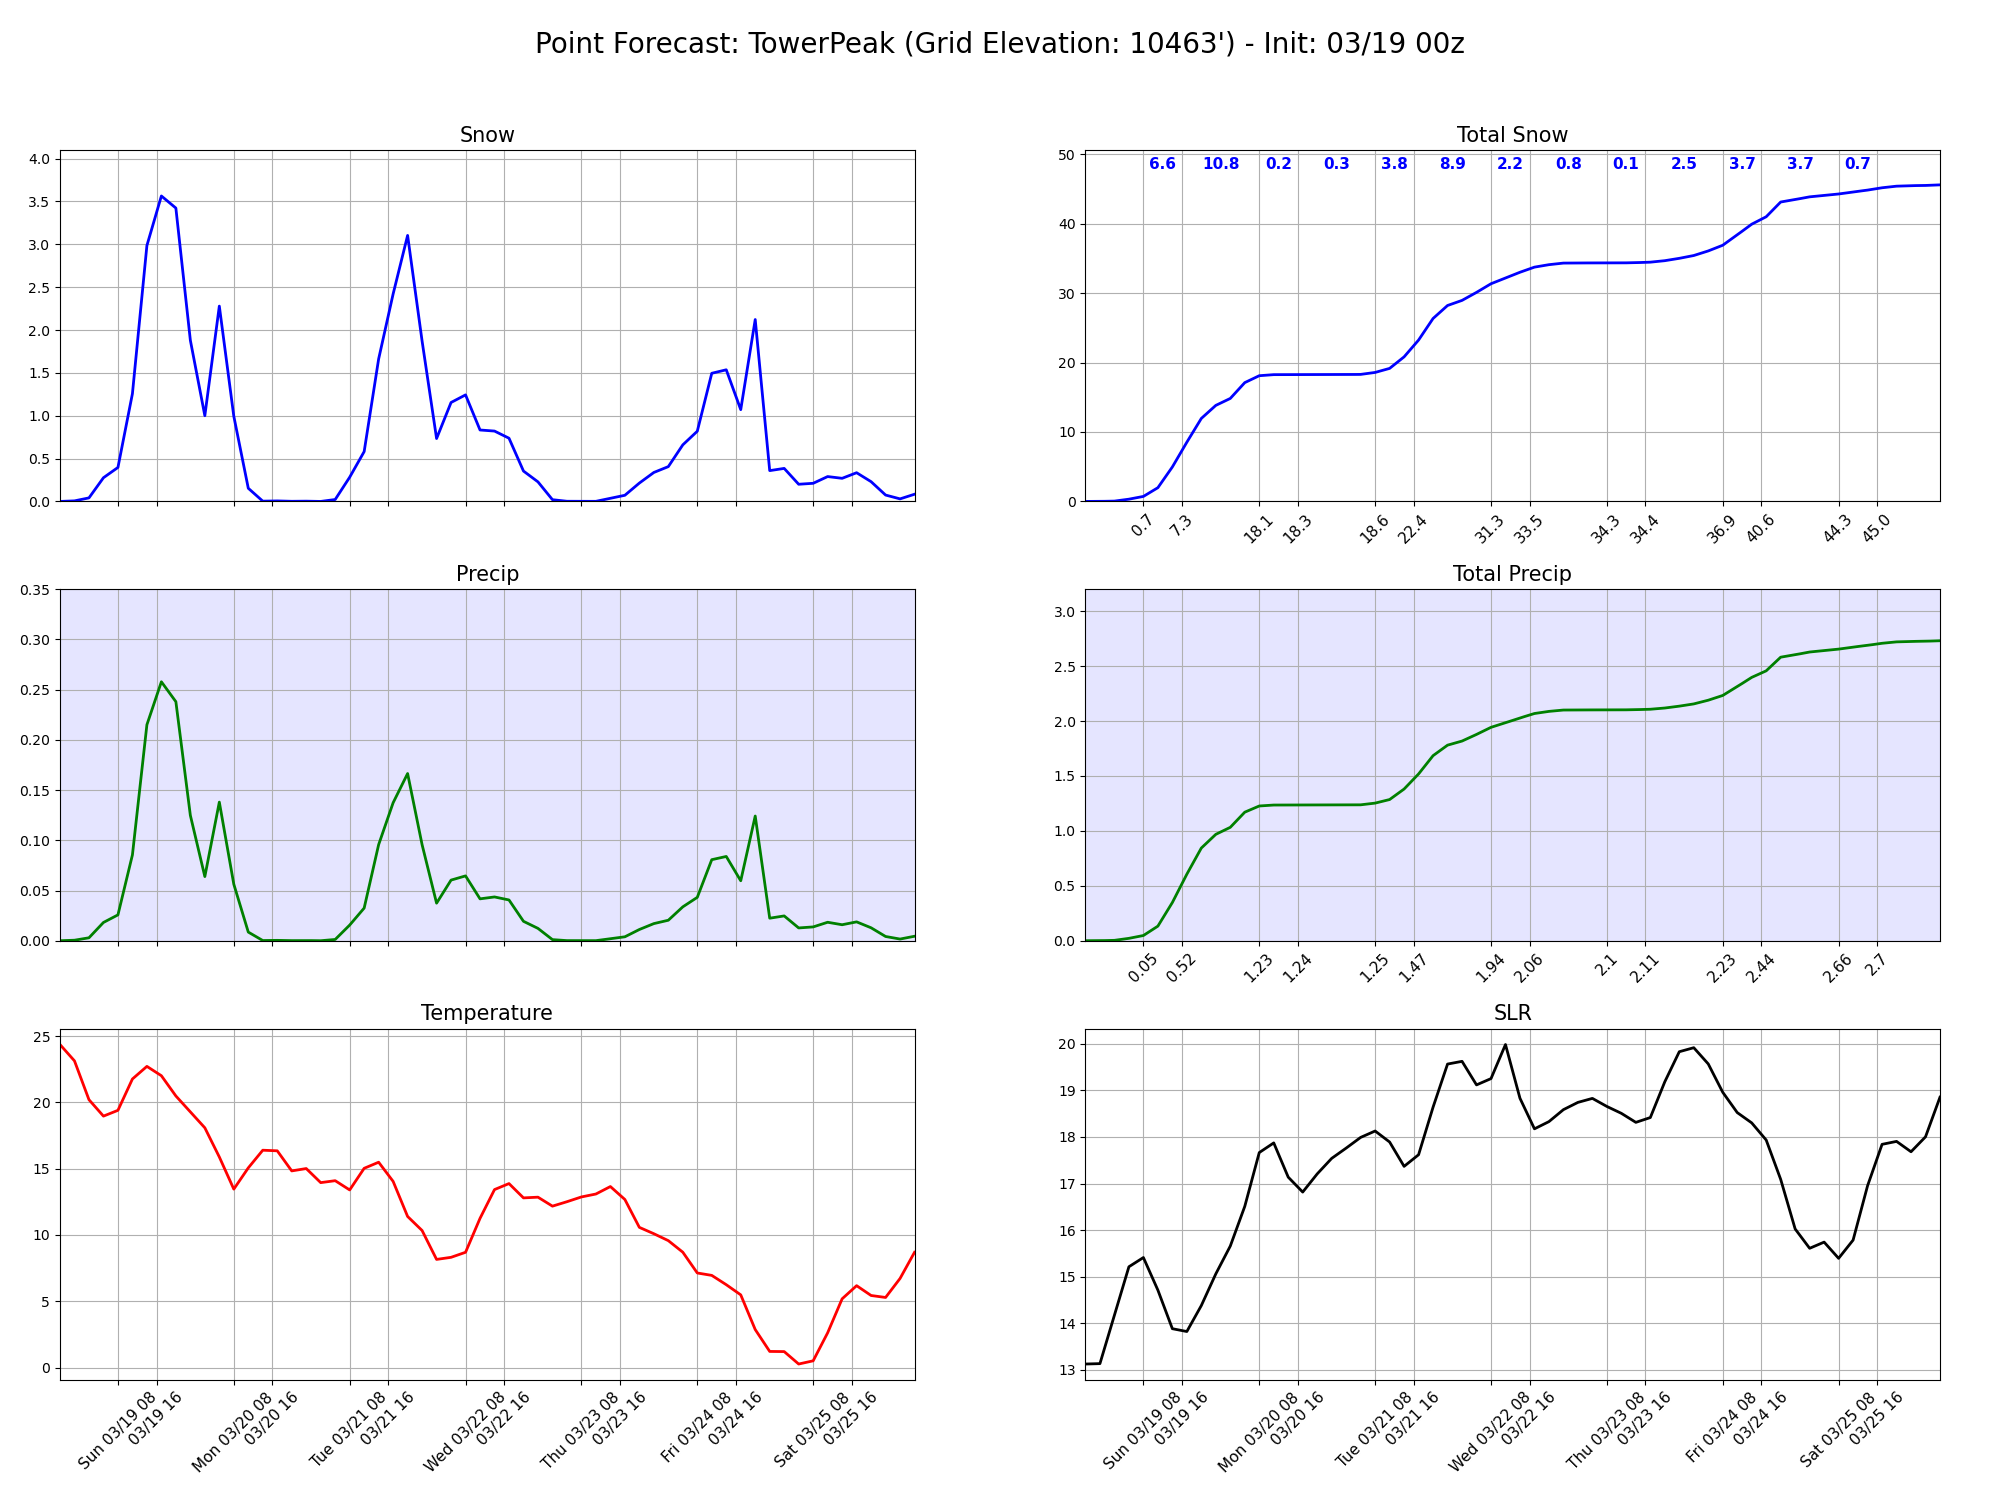 Point Forecast: TowerPeak (Grid Elevation: 10463') - Init: 03/19 00z
Snow
4.0
3.5
3.0
2.5
2.0
1.5
1.0
0.5
0.0
Total Snow
50
40
30
20
10
0
6.6 10.8 0.2 0.3 3.8 8.9 2.2 0.8 0.1 2.5 3.7 3.7 0.7
0.7 7.3 18.1 18.3 18.6 22.4 31.3 33.5 34.3 34.4 36.9 40.6 44.3 45.0
Precip
0.35
0.30
0.25
0.20
0.15
0.10
0.05
0.00
Total Precip
3.0
2.5
2.0
1.5
1.0
0.5
0.0
0.05 0.52 1.23 1.24 1.25 1.47 1.94 2.06 2.1 2.11 2.23 2.44 2.66 2.7
Temperature
25
20
15
10
5
0
Sun 03/19 08
03/19 16
Mon 03/20 08
03/20 16
Tue 03/21 08
03/21 16
Wed 03/22 08
03/22 16
Thu 03/23 08
03/23 16
Fri 03/24 08
03/24 16
Sat 03/25 08
03/25 16
SLR
20
19
18
17
16
15
14
13
Sun 03/19 08
03/19 16
Mon 03/20 08
03/20 16
Tue 03/21 08
03/21 16
Wed 03/22 08
03/22 16
Thu 03/23 08
03/23 16
Fri 03/24 08
03/24 16
Sat 03/25 08
03/25 16